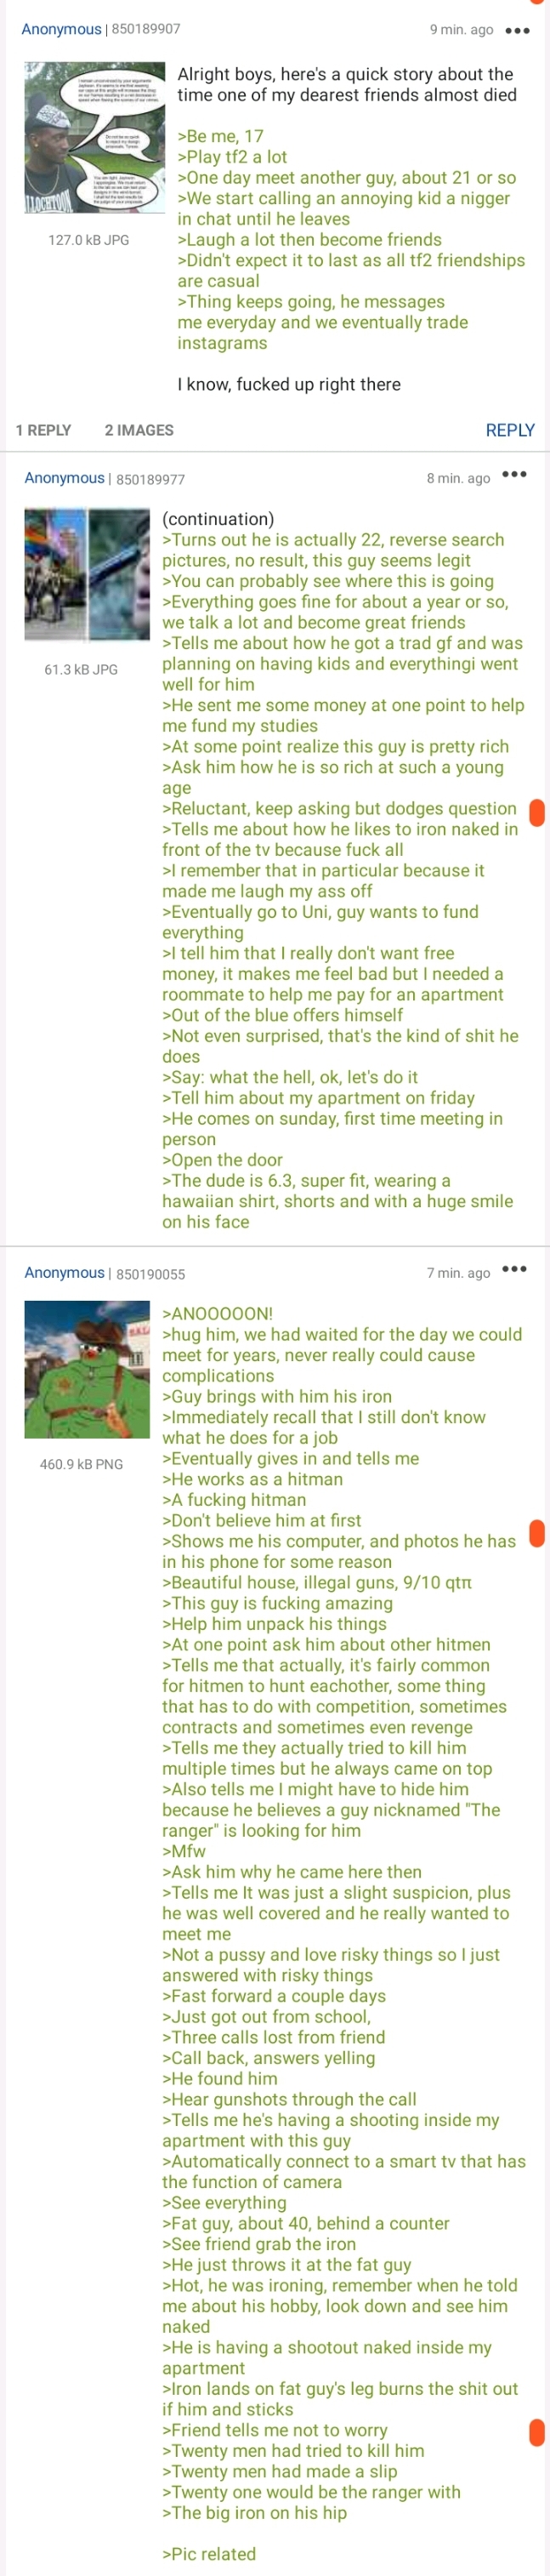 Anonymous | 850189907
9 min. ago •••
Alright boys, here's a quick story about the
time one of my dearest friends almost died
>Be me, 17
>Play tf2 a lot
>One day meet another guy, about 21 or so
>We start calling an annoying kid a nigger
in chat until he leaves
127.0 kB JPG
>Laugh a lot then become friends
>Didn't expect it to last as all tf2 friendships
are casual
>Thing keeps going, he messages
me everyday and we eventually trade
instagrams
I know, fucked up right there
1 REPLY 2 IMAGES REPLY
Anonymous | 850189977
8 min. ago •••
(continuation)
>Turns out he is actually 22, reverse search
pictures, no result, this guy seems legit
>You can probably see where this is going
>Everything goes fine for about a year or so,
we talk a lot and become great friends
>Tells me about how he got a trad gf and was
planning on having kids and everythingi went
well for him
61.3 kB JPG
>He sent me some money at one point to help
me fund my studies
>At some point realize this guy is pretty rich
>Ask him how he is so rich at such a young
age
>Reluctant, keep asking but dodges question
>Tells me about how he likes to iron naked in
front of the tv because fuck all
>I remember that in particular because it
made me laugh my ass off
>Eventually go to Uni, guy wants to fund
everything
>I tell him that I really don't want free
money, it makes me feel bad but I needed a
roommate to help me pay for an apartment
>Out of the blue offers himself
>Not even surprised, that's the kind of shit he
does
>Say: what the hell, ok, let's do it
>Tell him about my apartment on friday
>He comes on sunday, first time meeting in
person
>Open the door
>The dude is 6.3, super fit, wearing a
hawaiian shirt, shorts and with a huge smile
on his face
Anonymous | 850190055
7 min. ago •••
>ANOOOOON!
>hug him, we had waited for the day we could
meet for years, never really could cause
complications
>Guy brings with him his iron
>Immediately recall that I still don't know
what he does for a job
>Eventually gives in and tells me
460.9 kB PNG
>He works as a hitman
>A fucking hitman
>Don't believe him at first
>Shows me his computer, and photos he has
in his phone for some reason
>Beautiful house, illegal guns, 9/10 qtπ
>This guy is fucking amazing
>Help him unpack his things
>At one point ask him about other hitmen
>Tells me that actually, it's fairly common
for hitmen to hunt eachother, some thing
that has to do with competition, sometimes
contracts and sometimes even revenge
>Tells me they actually tried to kill him
multiple times but he always came on top
>Also tells me I might have to hide him
because he believes a guy nicknamed "The
ranger" is looking for him
>Mfw
>Ask him why he came here then
>Tells me It was just a slight suspicion, plus
he was well covered and he really wanted to
meet me
>Not a pussy and love risky things so I just
answered with risky things
>Fast forward a couple days
>Just got out from school,
>Three calls lost from friend
>Call back, answers yelling
>He found him
>Hear gunshots through the call
>Tells me he's having a shooting inside my
apartment with this guy
>Automatically connect to a smart tv that has
the function of camera
>See everything
>Fat guy, about 40, behind a counter
>See friend grab the iron
>He just throws it at the fat guy
>Hot, he was ironing, remember when he told
me about his hobby, look down and see him
naked
>He is having a shootout naked inside my
apartment
>Iron lands on fat guy's leg burns the shit out
if him and sticks
>Friend tells me not to worry
>Twenty men had tried to kill him
>Twenty men had made a slip
>Twenty one would be the ranger with
>The big iron on his hip
>Pic related